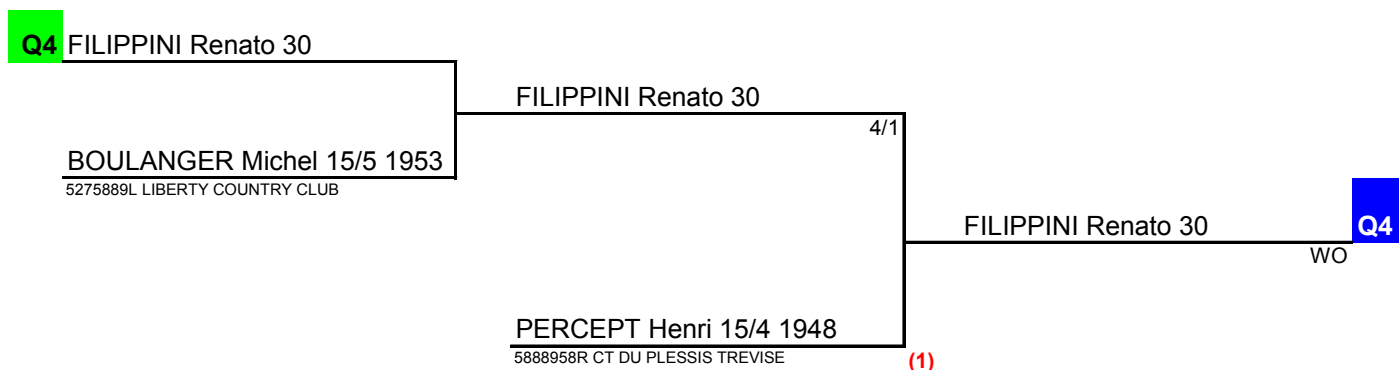 Q4 FILIPPINI Renato 30
FILIPPINI Renato 30
4/1
BOULANGER Michel 15/5 1953
5275889L LIBERTY COUNTRY CLUB
FILIPPINI Renato 30 Q4
WO
PERCEPT Henri 15/4 1948
5888958R CT DU PLESSIS TREVISE
(1)